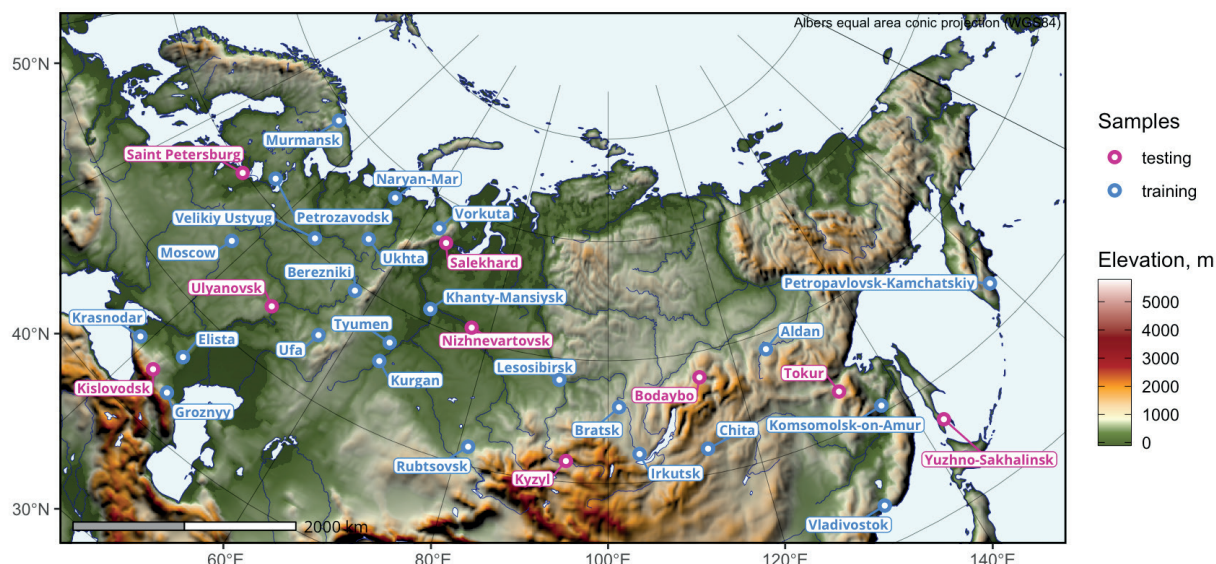 Albers equal area conic projection (WGS84)
50°N
40°N
30°N
Murmansk
Saint Petersburg
Naryan-Mar
Velikiy Ustyug
Petrozavodsk
Vorkuta
Moscow
Ukhta
Salekhard
Berezniki
Ulyanovsk
Khanty-Mansiysk
Petropavlovsk-Kamchatskiy
Krasnodar
Elista
Tyumen
Ufa
Nizhnevartovsk
Aldan
Kislovodsk
Kurgan
Lesosibirsk
Bodaybo
Tokur
Groznyy
Bratsk
Chita
Komsomolsk-on-Amur
Rubtsovsk
Kyzyl
Irkutsk
Yuzhno-Sakhalinsk
Vladivostok
2000 km
60°E
80°E
100°E
120°E
140°E
Samples
testing
training
Elevation, m
5000
4000
3000
2000
1000
0